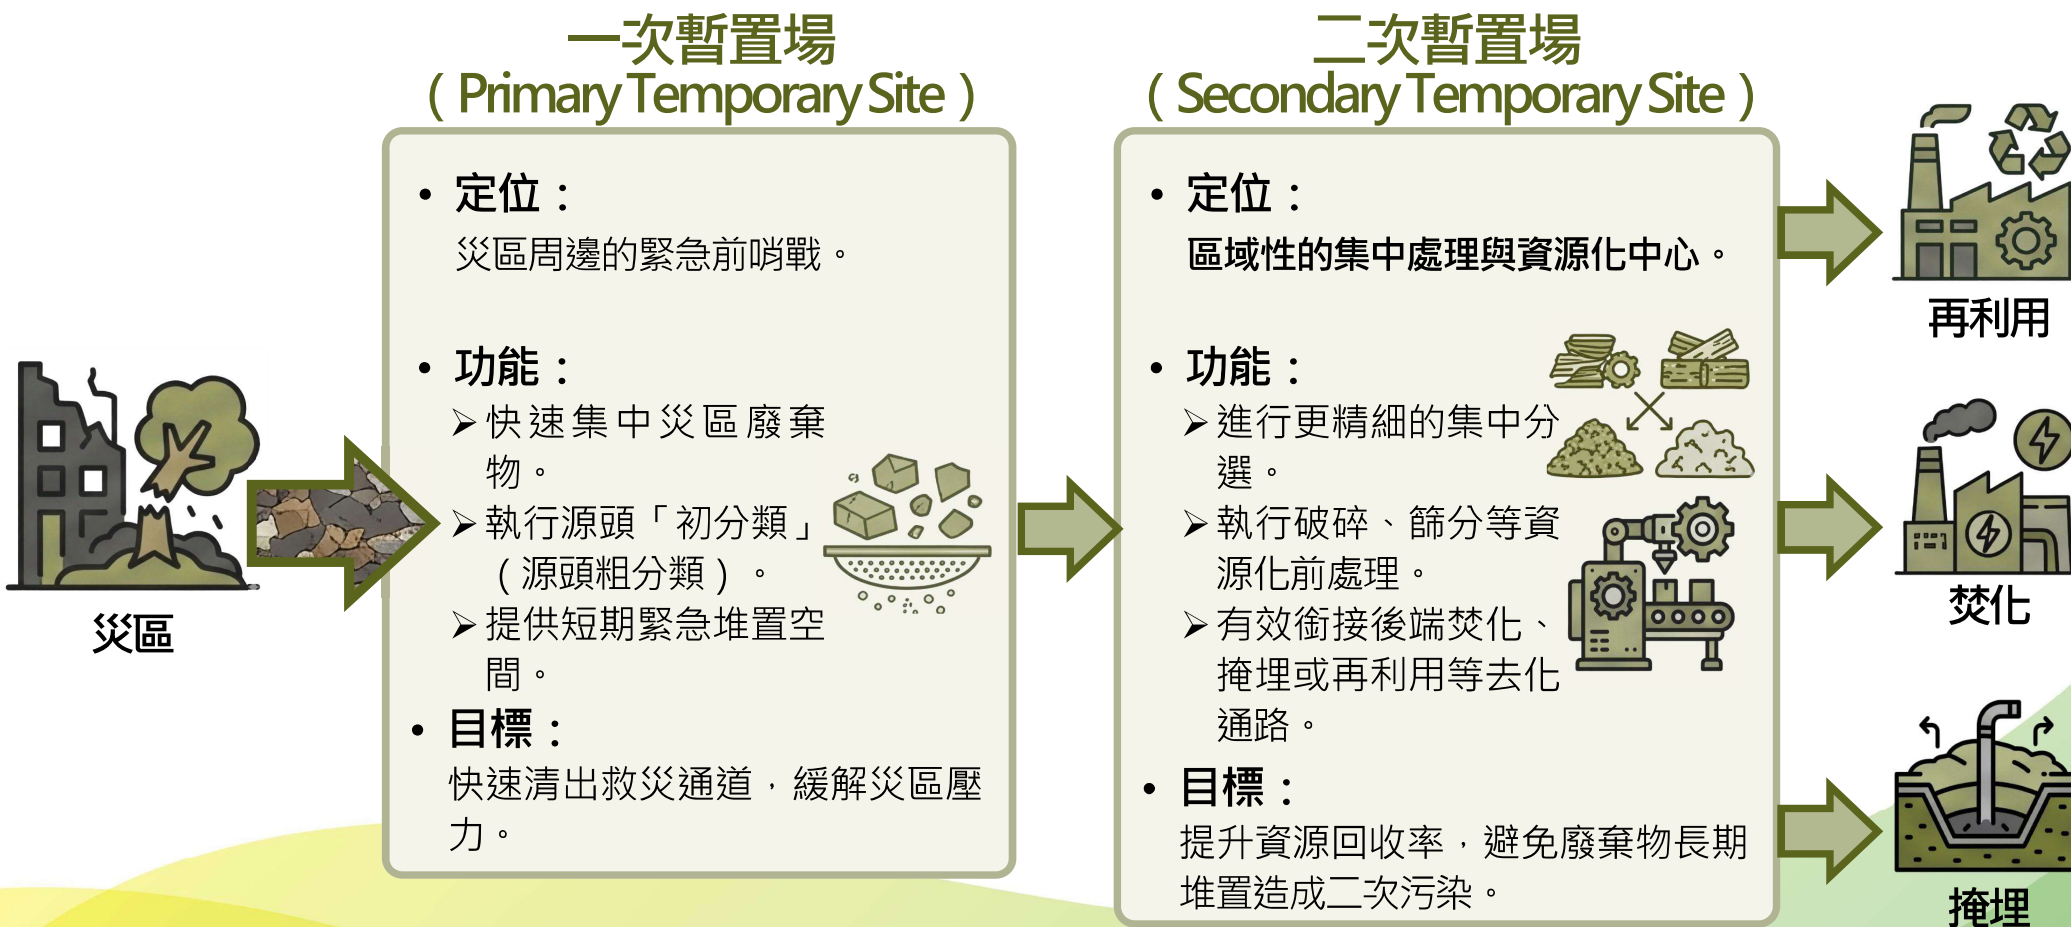 一次暫置場
（Primary Temporary Site）
• 定位：
災區周邊的緊急前哨戰。
• 功能：
➢快速集中災區廢棄
物。
➢執行源頭「初分類」
（源頭粗分類）。
➢提供短期緊急堆置空
間。
• 目標：
快速清出救災通道，緩解災區壓
力。
二次暫置場
（Secondary Temporary Site）
• 定位：
區域性的集中處理與資源化中心。
• 功能：
➢進行更精細的集中分
選。
➢執行破碎、篩分等資
源化前處理。
➢有效銜接後端焚化、
掩埋或再利用等去化
通路。
• 目標：
提升資源回收率，避免廢棄物長期
堆置造成二次污染。
災區
再利用
焚化
掩埋